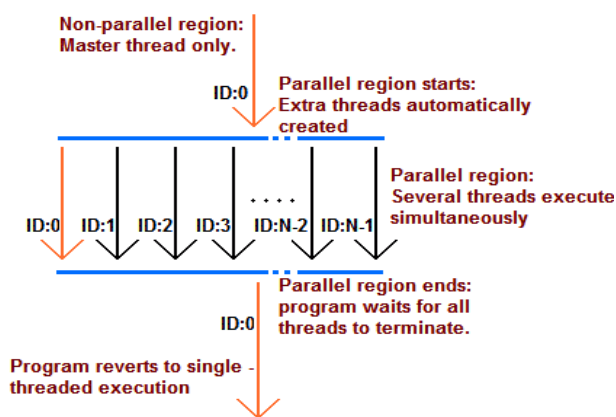 Non-parallel region:
Master thread only.
ID:0
Parallel region starts:
Extra threads automatically
created
Parallel region:
Several threads execute
simultaneously
ID:0 ID:1 ID:2 ID:3 ID:N-2 ID:N-1
Parallel region ends:
program waits for all
threads to terminate.
ID:0
Program reverts to single -
threaded execution